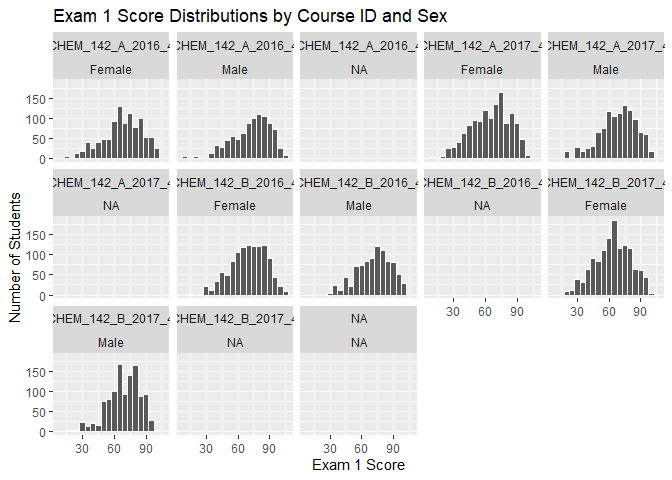 Exam 1 Score Distributions by Course ID and Sex
CHEM_142_A_2016_4 CHEM_142_A_2016_4 CHEM_142_A_2016_4 CHEM_142_A_2017_4 CHEM_142_A_2017_4
Female Male NA Female Male
150
100
50
0
CHEM_142_A_2017_4 CHEM_142_B_2016_4 CHEM_142_B_2016_4 CHEM_142_B_2016_4 CHEM_142_B_2017_4
NA Female Male NA Female
150
100
50
0
30 60 90 30 60 90
CHEM_142_B_2017_4 CHEM_142_B_2017_4 NA
Male NA NA
150
100
50
0
30 60 90 30 60 90 30 60 90
Exam 1 Score
Number of Students